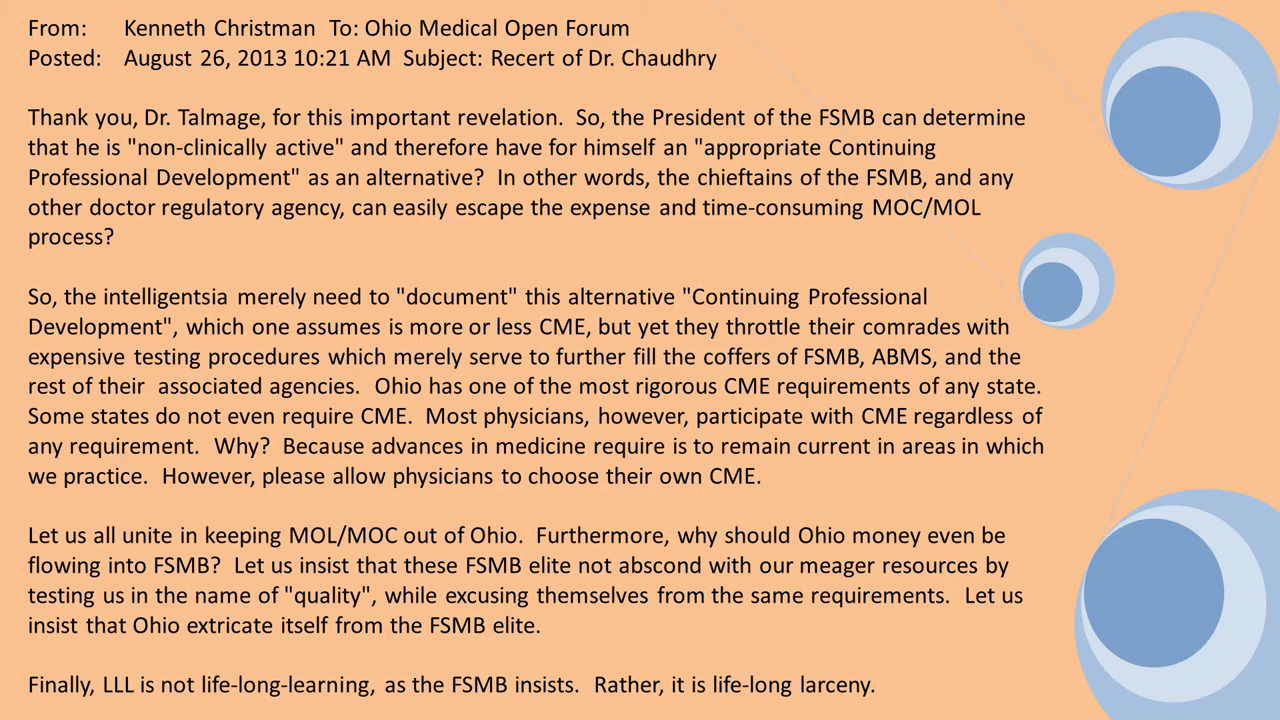 From: Kenneth Christman To: Ohio Medical Open Forum
Posted: August 26, 2013 10:21 AM Subject: Recert of Dr. Chaudhry
Thank you, Dr. Talmage, for this important revelation. So, the President of the FSMB can determine
that he is "non-clinically active" and therefore have for himself an "appropriate Continuing
Professional Development" as an alternative? In other words, the chieftains of the FSMB, and any
other doctor regulatory agency, can easily escape the expense and time-consuming MOC/MOL
process?
So, the intelligentsia merely need to "document" this alternative "Continuing Professional
Development", which one assumes is more or less CME, but yet they throttle their comrades with
expensive testing procedures which merely serve to further fill the coffers of FSMB, ABMS, and the
rest of their associated agencies. Ohio has one of the most rigorous CME requirements of any state.
Some states do not even require CME. Most physicians, however, participate with CME regardless of
any requirement. Why? Because advances in medicine require is to remain current in areas in which
we practice. However, please allow physicians to choose their own CME.
Let us all unite in keeping MOL/MOC out of Ohio. Furthermore, why should Ohio money even be
flowing into FSMB? Let us insist that these FSMB elite not abscond with our meager resources by
testing us in the name of "quality", while excusing themselves from the same requirements. Let us
insist that Ohio extricate itself from the FSMB elite.
Finally, LLL is not life-long-learning, as the FSMB insists. Rather, it is life-long larceny.